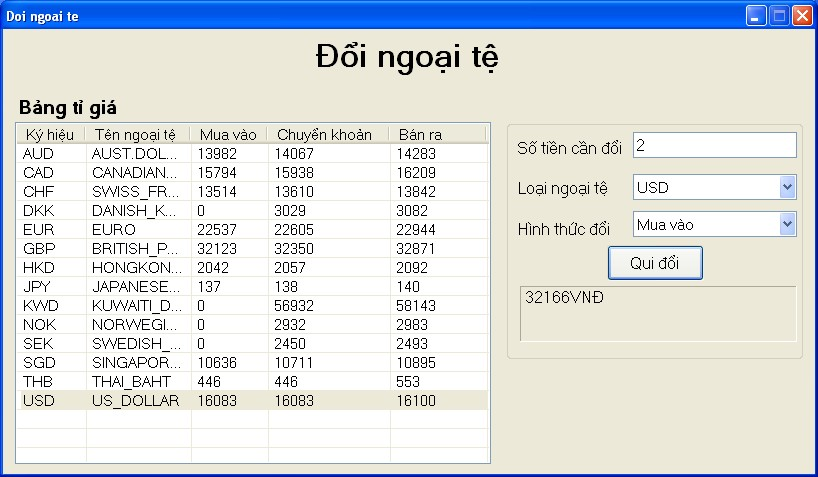 Doi ngoai te
Đổi ngoại tệ
Bảng tỉ giá
Ký hiệu Tên ngoại tệ Mua vào Chuyển khoản Bán ra
AUD AUST.DOL... 13982 14067 14283
CAD CANADIAN... 15794 15938 16209
CHF SWISS_FR... 13514 13610 13842
DKK DANISH_K... 0 3029 3082
EUR EURO 22537 22605 22944
GBP BRITISH_P... 32123 32350 32871
HKD HONGKON... 2042 2057 2092
JPY JAPANESE... 137 138 140
KWD KUWAITI_D... 0 56932 58143
NOK NORWEGI... 0 2932 2983
SEK SWEDISH_... 0 2450 2493
SGD SINGAPOR... 10636 10711 10895
THB THAI_BAHT 446 446 553
USD US_DOLLAR 16083 16083 16100
Số tiền cần đổi 2
Loại ngoại tệ USD
Hình thức đổi Mua vào
Qui đổi
32166VNĐ